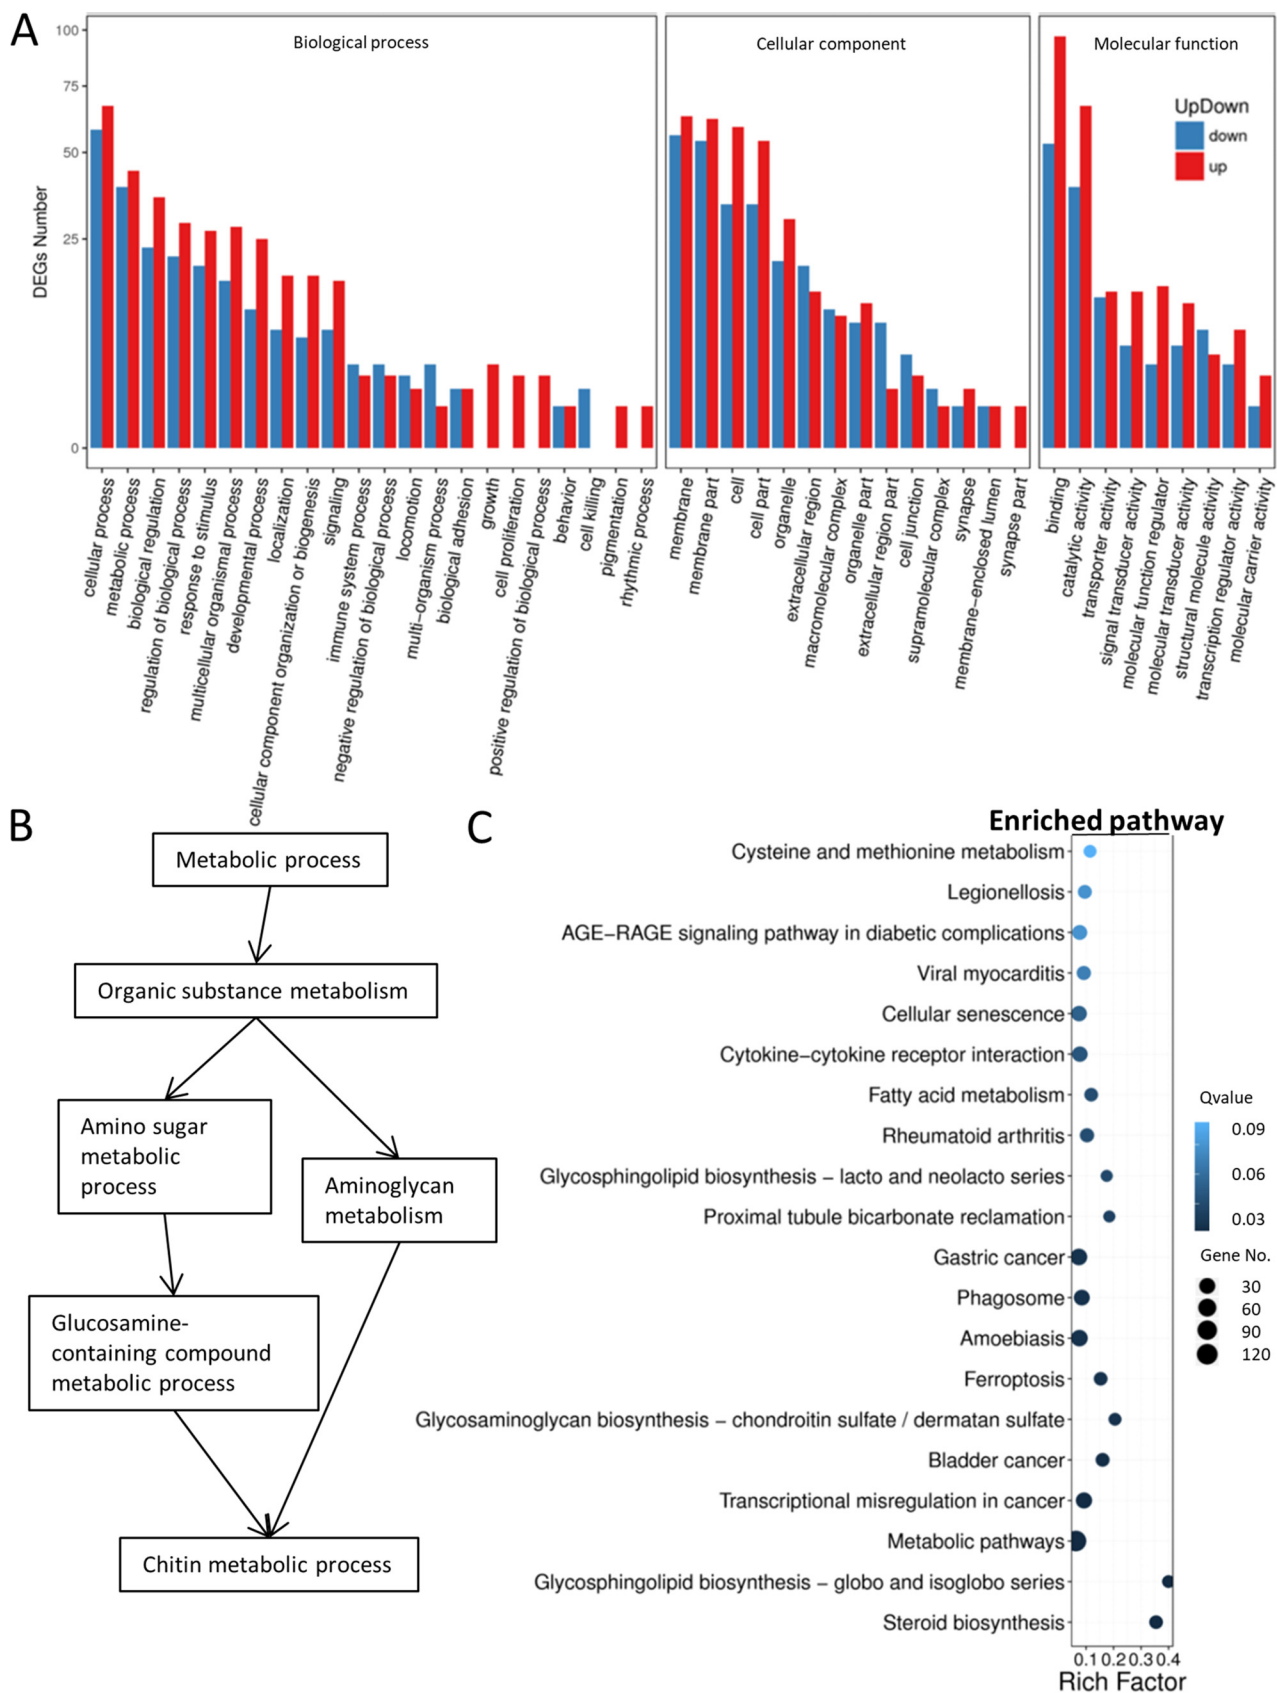 A
Biological process
Cellular component
Molecular function
100
75
50
25
0
DEGs Number
UpDown
down
up
cellular process
metabolic process
biological regulation
regulation of biological process
response to stimulus
multicellular organismal process
developmental process
localization
cellular component organization or biogenesis
signaling
immune system process
negative regulation of biological process
locomotion
multi-organism process
biological adhesion
growth
cell proliferation
positive regulation of biological process
behavior
cell killing
pigmentation
rhythmic process
membrane
membrane part
cell
cell part
organelle
extracellular region
macromolecular complex
organelle part
extracellular region part
cell junction
supramolecular complex
synapse
membrane-enclosed lumen
synapse part
binding
catalytic activity
transporter activity
signal transducer activity
molecular function regulator
molecular transducer activity
structural molecule activity
transcription regulator activity
molecular carrier activity
B
Metabolic process
Organic substance metabolism
Amino sugar
metabolic
process
Aminoglycan
metabolism
Glucosamine-
containing compound
metabolic process
Chitin metabolic process
C
Enriched pathway
Cysteine and methionine metabolism
Legionellosis
AGE-RAGE signaling pathway in diabetic complications
Viral myocarditis
Cellular senescence
Cytokine-cytokine receptor interaction
Fatty acid metabolism
Rheumatoid arthritis
Glycosphingolipid biosynthesis - lacto and neolacto series
Proximal tubule bicarbonate reclamation
Gastric cancer
Phagosome
Amoebiasis
Ferroptosis
Glycosaminoglycan biosynthesis - chondroitin sulfate / dermatan sulfate
Bladder cancer
Transcriptional misregulation in cancer
Metabolic pathways
Glycosphingolipid biosynthesis - globo and isoglobo series
Steroid biosynthesis
0.1 0.2 0.3 0.4
Rich Factor
Qvalue
0.09
0.06
0.03
Gene No.
30
60
90
120